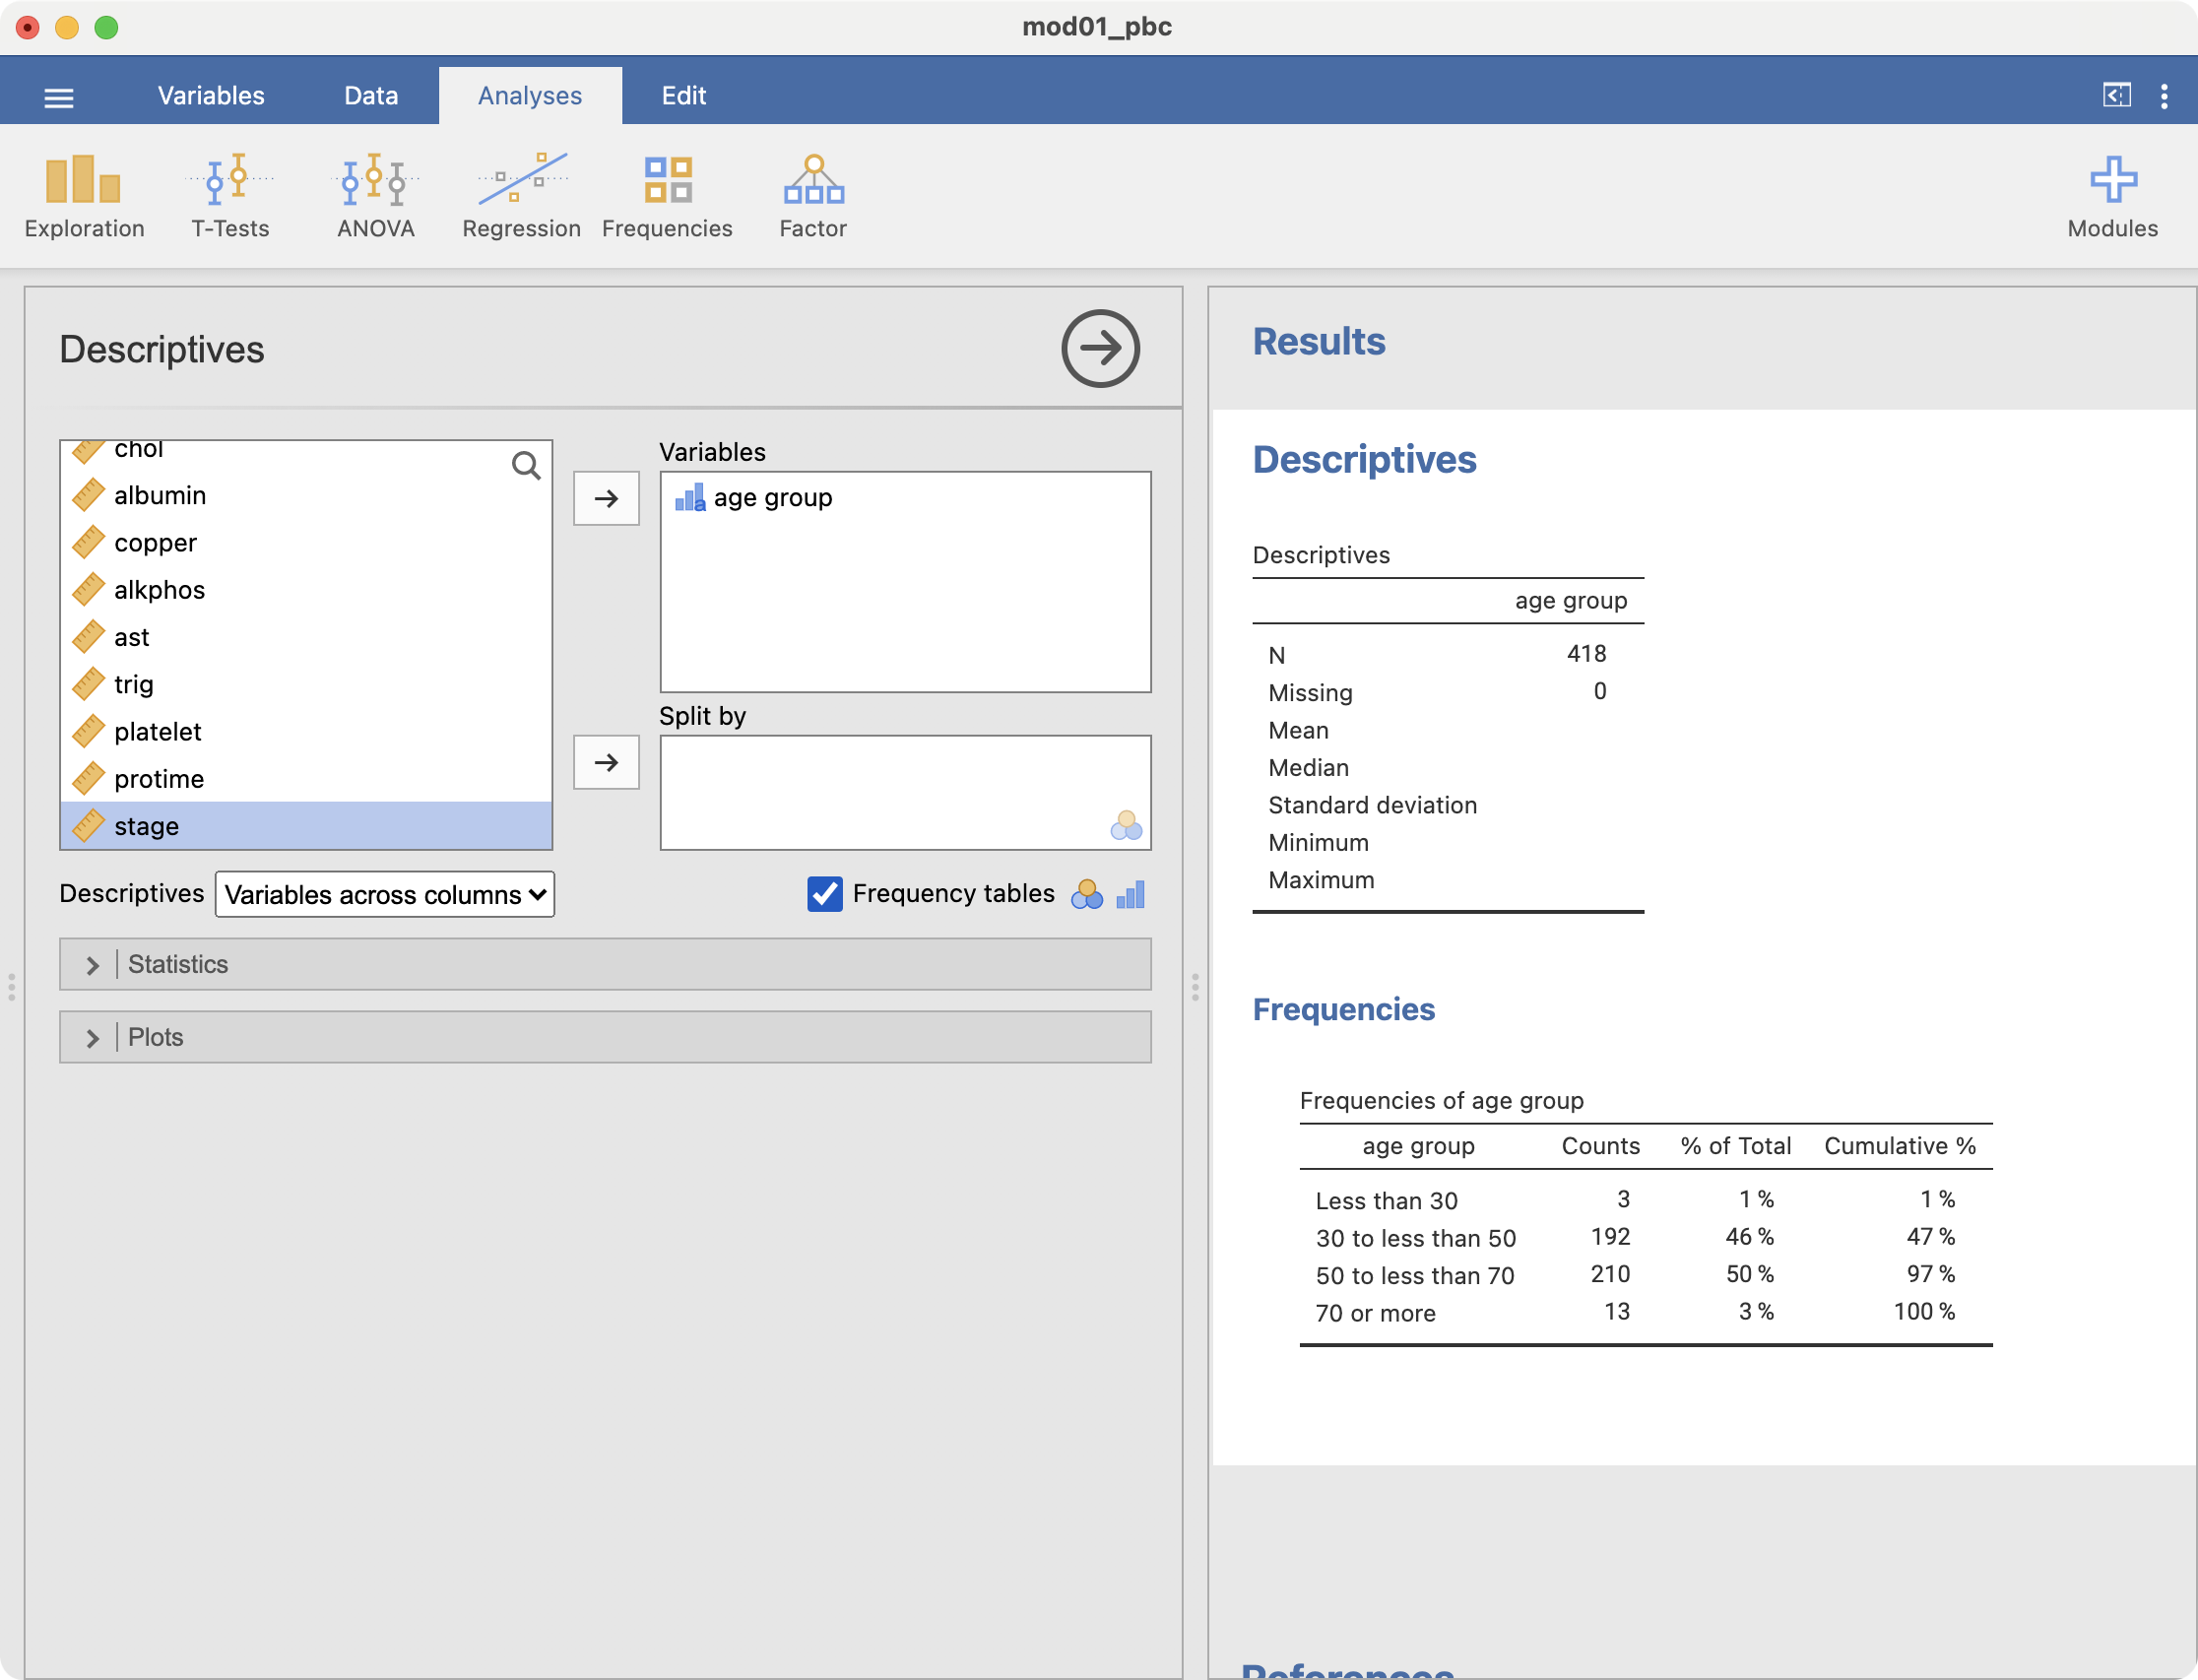 mod01_pbc
Variables Data Analyses Edit
Exploration T-Tests ANOVA Regression Frequencies Factor Modules
Descriptives
chol
albumin
copper
alkphos
ast
trig
platelet
protime
stage
Variables
age group
Split by
Descriptives Variables across columns Frequency tables
Statistics
Plots
Results
Descriptives
Descriptives
age group
N 418
Missing 0
Mean
Median
Standard deviation
Minimum
Maximum
Frequencies
Frequencies of age group
age group Counts % of Total Cumulative %
Less than 30 3 1 % 1 %
30 to less than 50 192 46 % 47 %
50 to less than 70 210 50 % 97 %
70 or more 13 3 % 100 %
References